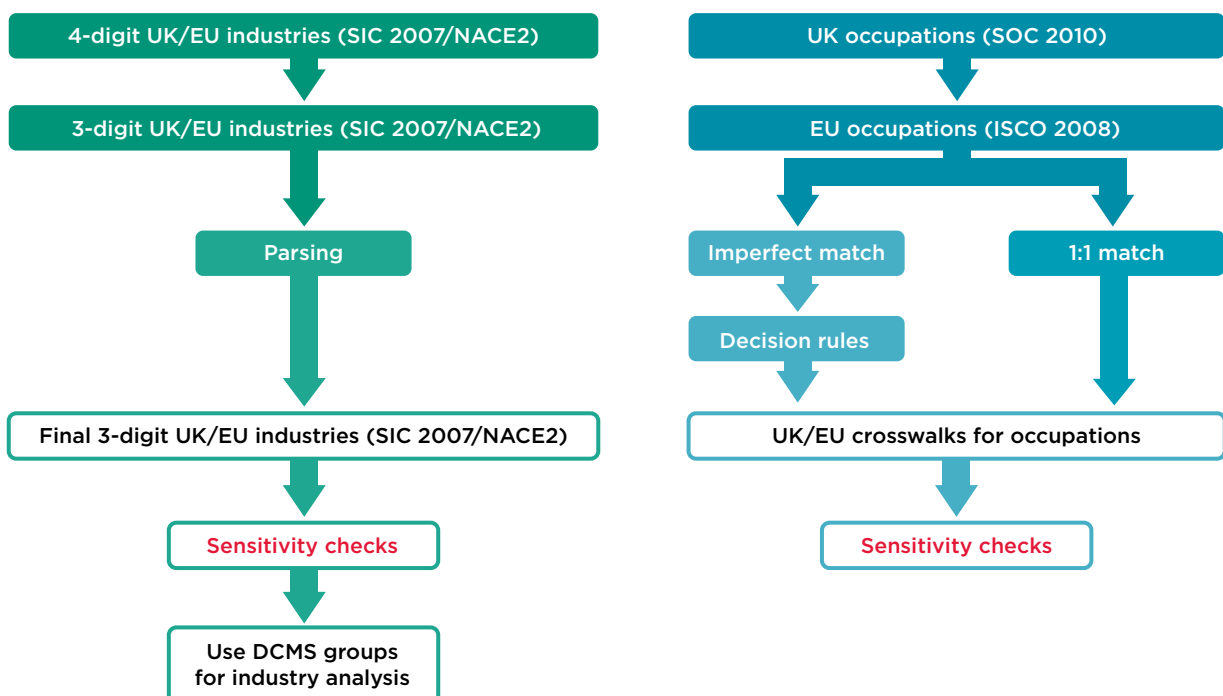 4-digit UK/EU industries (SIC 2007/NACE2)
3-digit UK/EU industries (SIC 2007/NACE2)
Parsing
Final 3-digit UK/EU industries (SIC 2007/NACE2)
Sensitivity checks
Use DCMS groups
for industry analysis
UK occupations (SOC 2010)
EU occupations (ISCO 2008)
Imperfect match
1:1 match
Decision rules
UK/EU crosswalks for occupations
Sensitivity checks